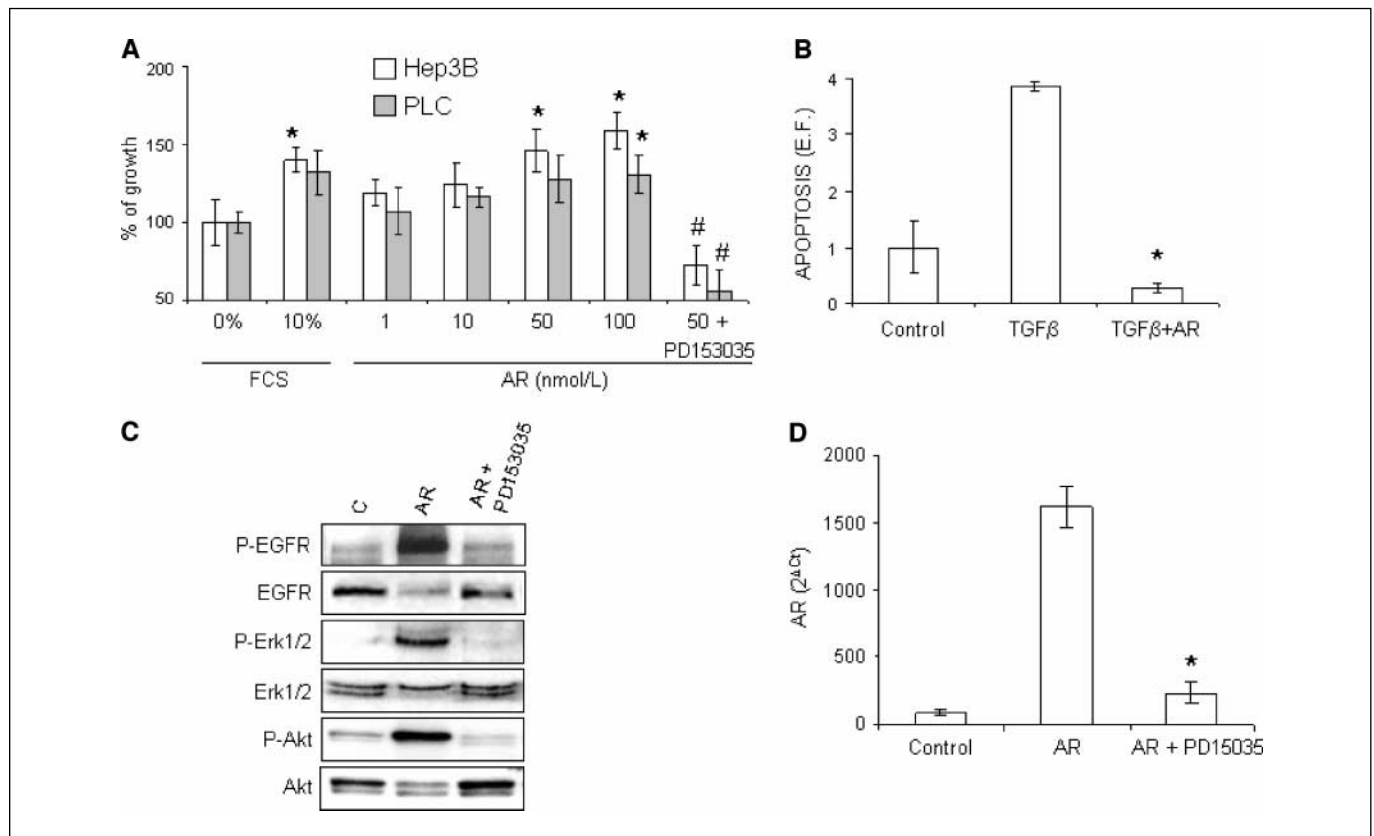 A
200
150
100
50
% of growth
Hep3B
PLC
*
*
*
*
#
#
0% 10% 1 10 50 100 50 +
PD153035
FCS AR (nmol/L)
B
4
3
2
1
0
APOPTOSIS (E.F.)
*
Control TGFβ TGFβ+AR
C
C AR AR +
PD153035
P-EGFR
EGFR
P-Erk1/2
Erk1/2
P-Akt
Akt
D
2000
1500
1000
500
0
AR (2ΔCt)
*
Control AR AR + PD15035